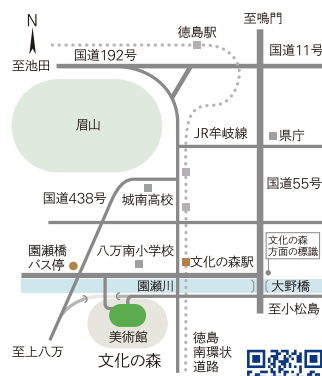 至鳴門
N
徳島駅
国道192号
国道11号
至池田
JR牟岐線
県庁
眉山
国道55号
国道438号
城南高校
園瀬橋
バス停
八万南小学校
文化の森駅
文化の森
方面の標識
園瀬川
大野橋
至小松島
美術館
至上八万
文化の森
徳島
南環状
道路